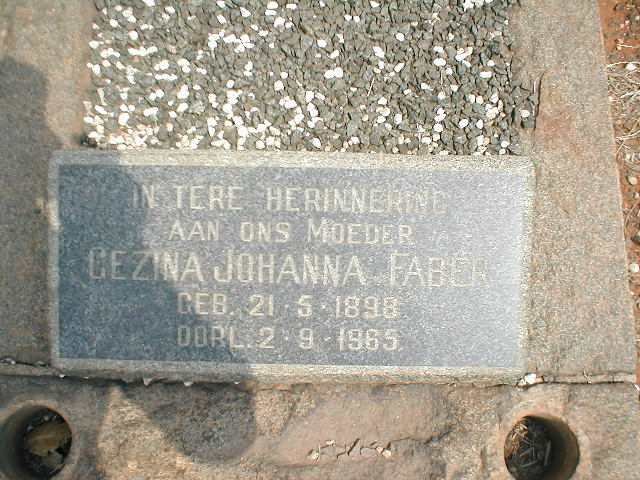 IN TERE HERINNERING
AAN ONS MOEDER
GEZINA JOHANNA FABER
GEB. 21·5·1898
OORL. 2·9·1965